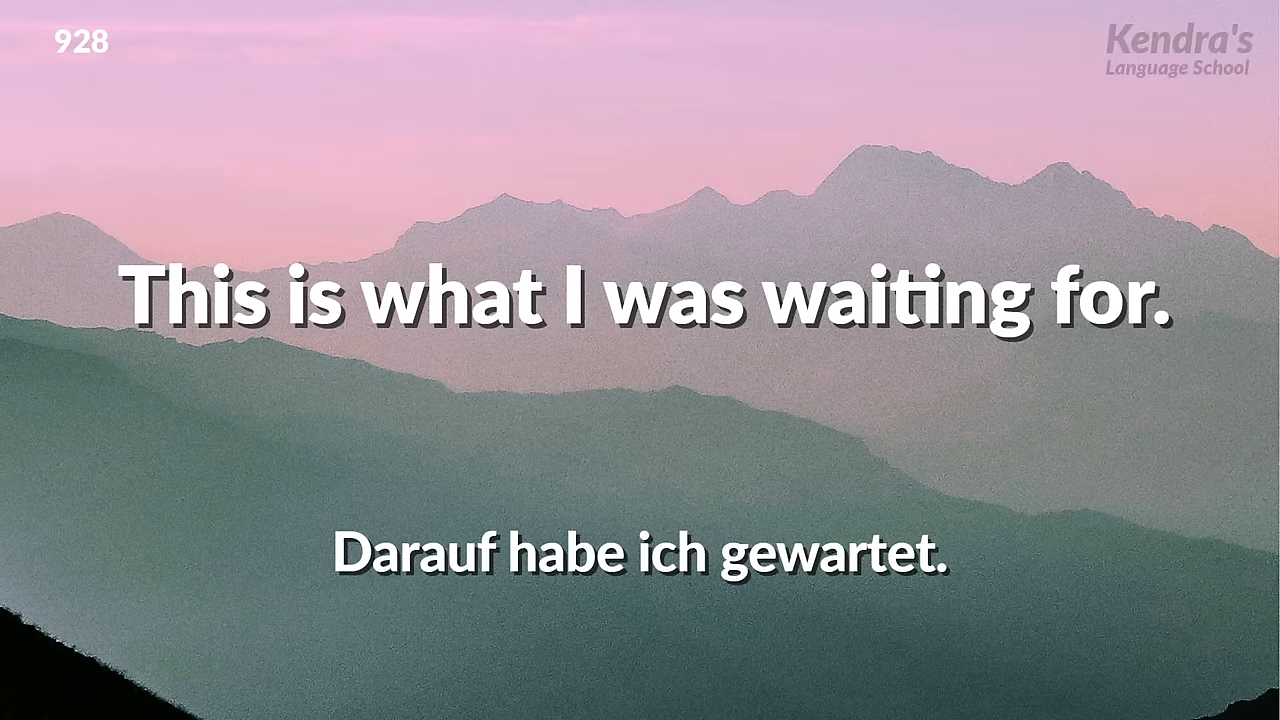 928
Kendra's
Language School
This is what I was waiting for.
Darauf habe ich gewartet.